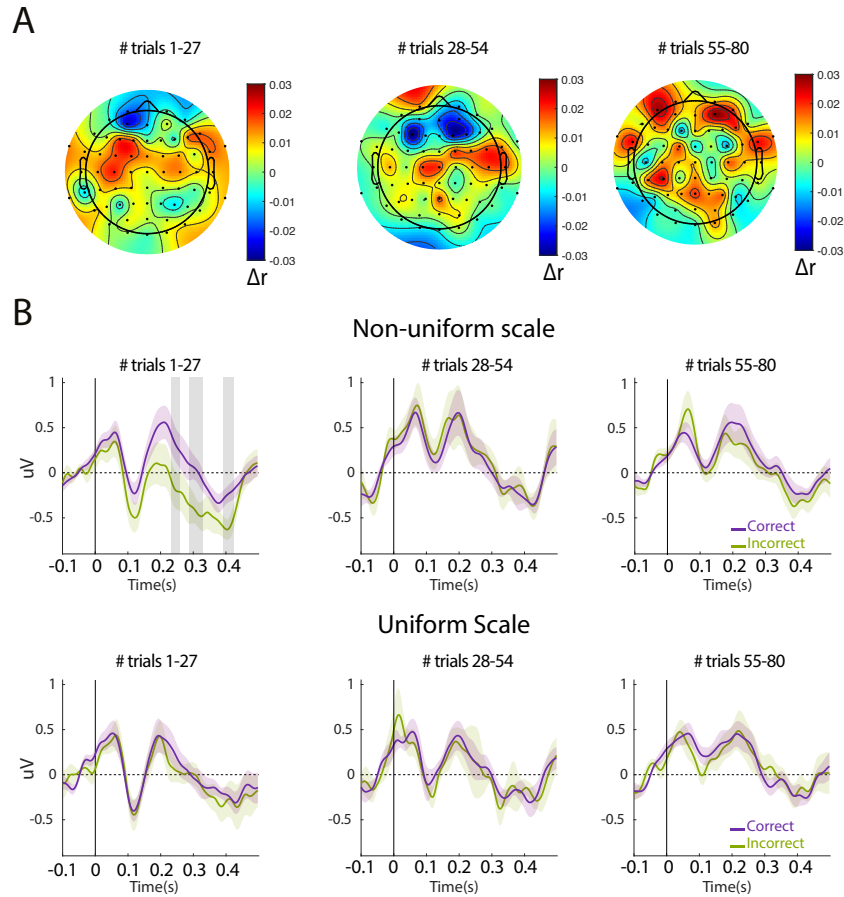 A
# trials 1-27
# trials 28-54
# trials 55-80
0.03
0.02
0.01
0
-0.01
-0.02
-0.03
Δr
0.03
0.02
0.01
0
-0.01
-0.02
-0.03
Δr
0.03
0.02
0.01
0
-0.01
-0.02
-0.03
Δr
B
Non-uniform scale
# trials 1-27
# trials 28-54
# trials 55-80
1
0.5
0
-0.5
uV
-0.1 0 0.1 0.2 0.3 0.4
Time(s)
1
0.5
0
-0.5
-0.1 0 0.1 0.2 0.3 0.4
Time(s)
1
0.5
0
-0.5
Correct
Incorrect
-0.1 0 0.1 0.2 0.3 0.4
Time(s)
Uniform Scale
# trials 1-27
# trials 28-54
# trials 55-80
1
0.5
0
-0.5
uV
-0.1 0 0.1 0.2 0.3 0.4
Time(s)
1
0.5
0
-0.5
-0.1 0 0.1 0.2 0.3 0.4
Time(s)
1
0.5
0
-0.5
Correct
Incorrect
-0.1 0 0.1 0.2 0.3 0.4
Time(s)